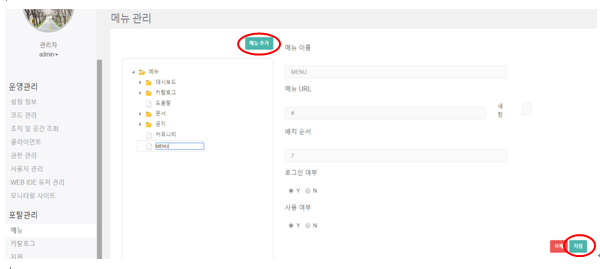 메뉴 관리
관리자
admin
운영관리
설정 정보
코드 관리
조직 및 공간 조회
클라이언트
권한 관리
사용자 관리
WEB IDE 유저 관리
모니터링 사이트
포탈관리
메뉴
카탈로그
지원
메뉴 추가
메뉴
대시보드
카탈로그
도움말
문서
공지
커뮤니티
MENU
메뉴 이름
MENU
메뉴 URL
#
새
창
배치 순서
7
로그인 여부
Y N
사용 여부
Y N
삭제 저장